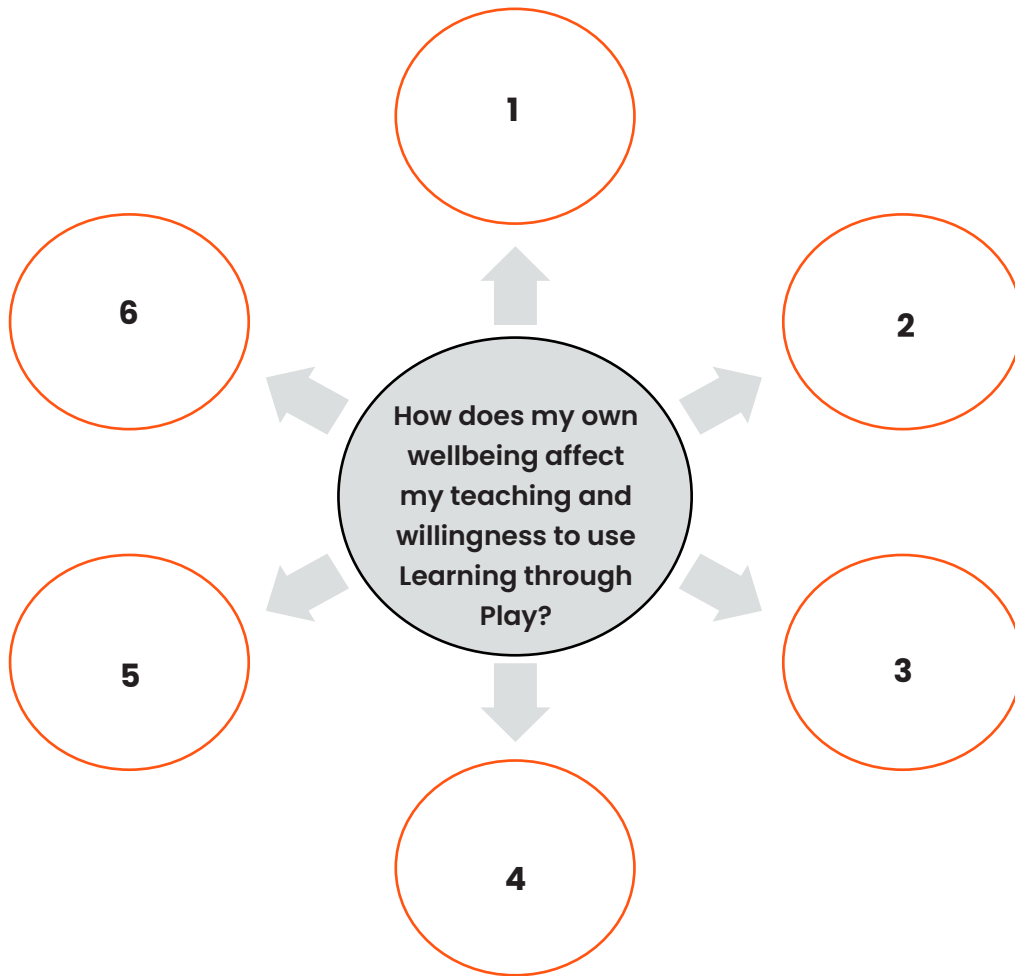 1
6
2
How does my own
wellbeing affect
my teaching and
willingness to use
Learning through
Play?
5
3
4